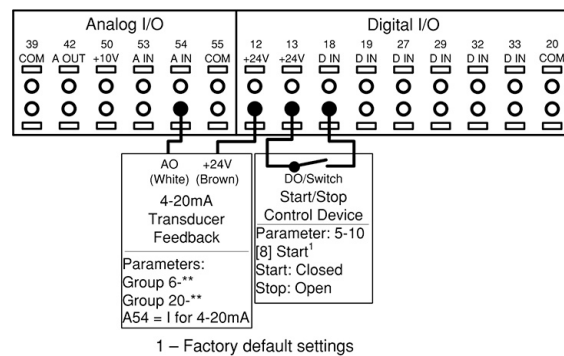 Analog I/O Digital I/O
39 42 50 53 54 55 12 13 18 19 27 29 32 33 20
COM A OUT +10V A IN A IN COM +24V +24V D IN D IN D IN D IN D IN D IN COM
AO +24V
(White) (Brown)
4-20mA
Transducer
Feedback
Parameters:
Group 6-**
Group 20-**
A54 = I for 4-20mA
DO/Switch
Start/Stop
Control Device
Parameter: 5-10
[8] Start¹
Start: Closed
Stop: Open
1 – Factory default settings